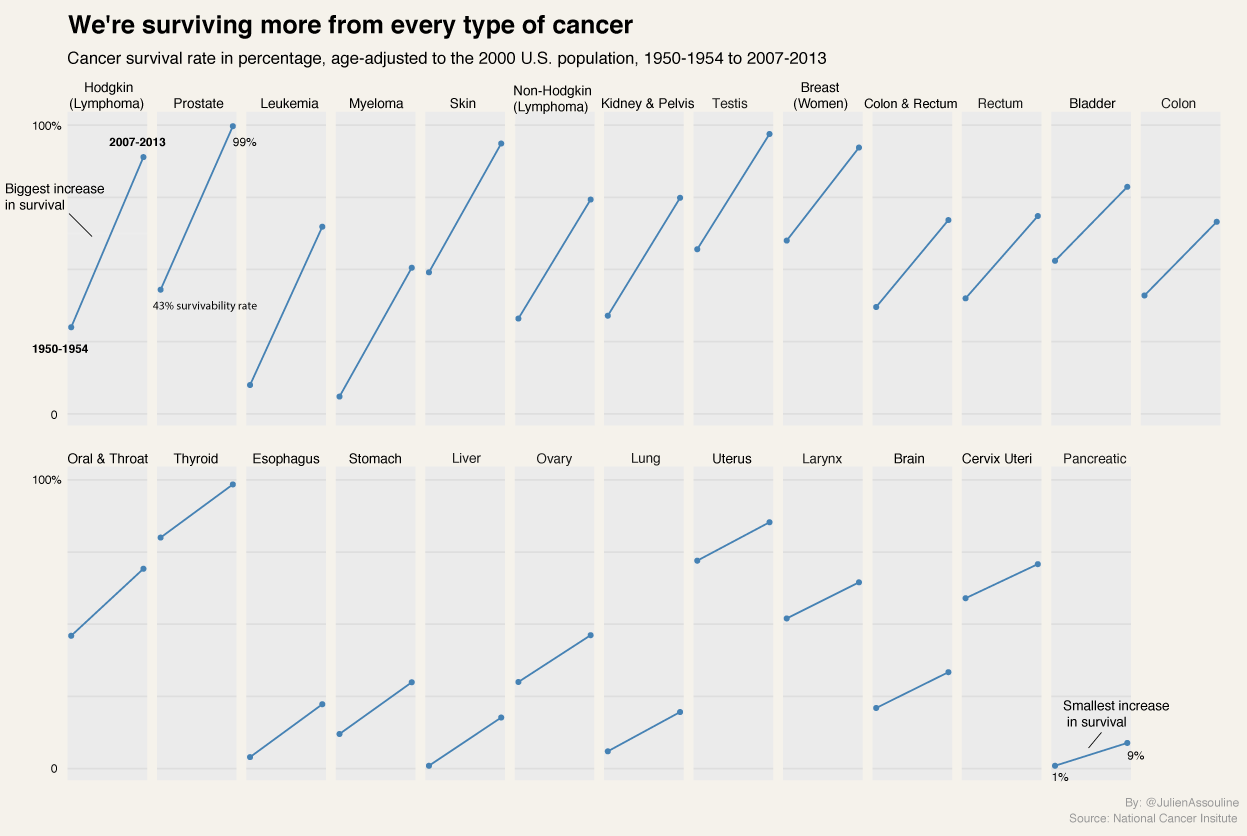 We're surviving more from every type of cancer
Cancer survival rate in percentage, age-adjusted to the 2000 U.S. population, 1950-1954 to 2007-2013
Hodgkin
(Lymphoma)
Prostate
Leukemia
Myeloma
Skin
Non-Hodgkin
(Lymphoma)
Kidney & Pelvis
Testis
Breast
(Women)
Colon & Rectum
Rectum
Bladder
Colon
100%
2007-2013
99%
Biggest increase
in survival
43% survivability rate
1950-1954
0
Oral & Throat
Thyroid
Esophagus
Stomach
Liver
Ovary
Lung
Uterus
Larynx
Brain
Cervix Uteri
Pancreatic
100%
Smallest increase
in survival
9%
0
1%
By: @JulienAssouline
Source: National Cancer Insitute